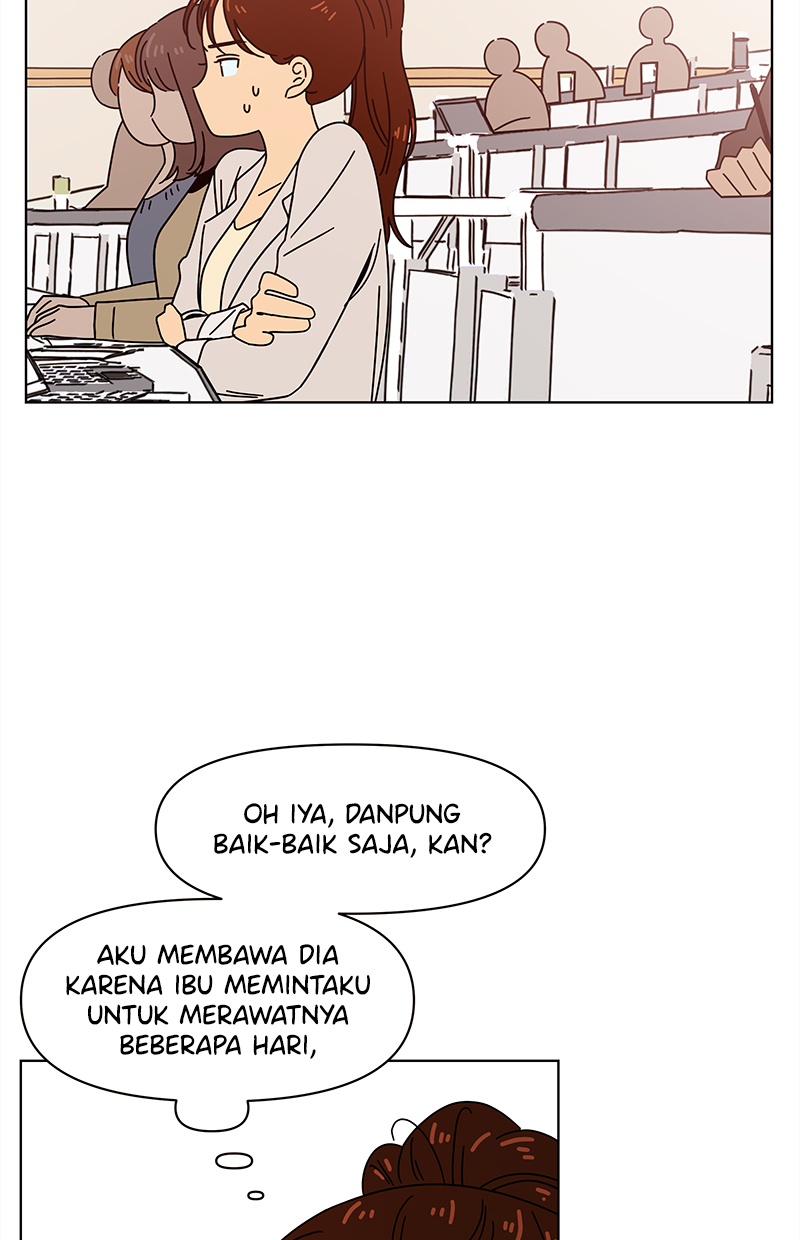 OH IYA, DANPUNG
BAIK-BAIK SAJA, KAN?
AKU MEMBAWA DIA
KARENA IBU MEMINTAKU
UNTUK MERAWATNYA
BEBERAPA HARI,